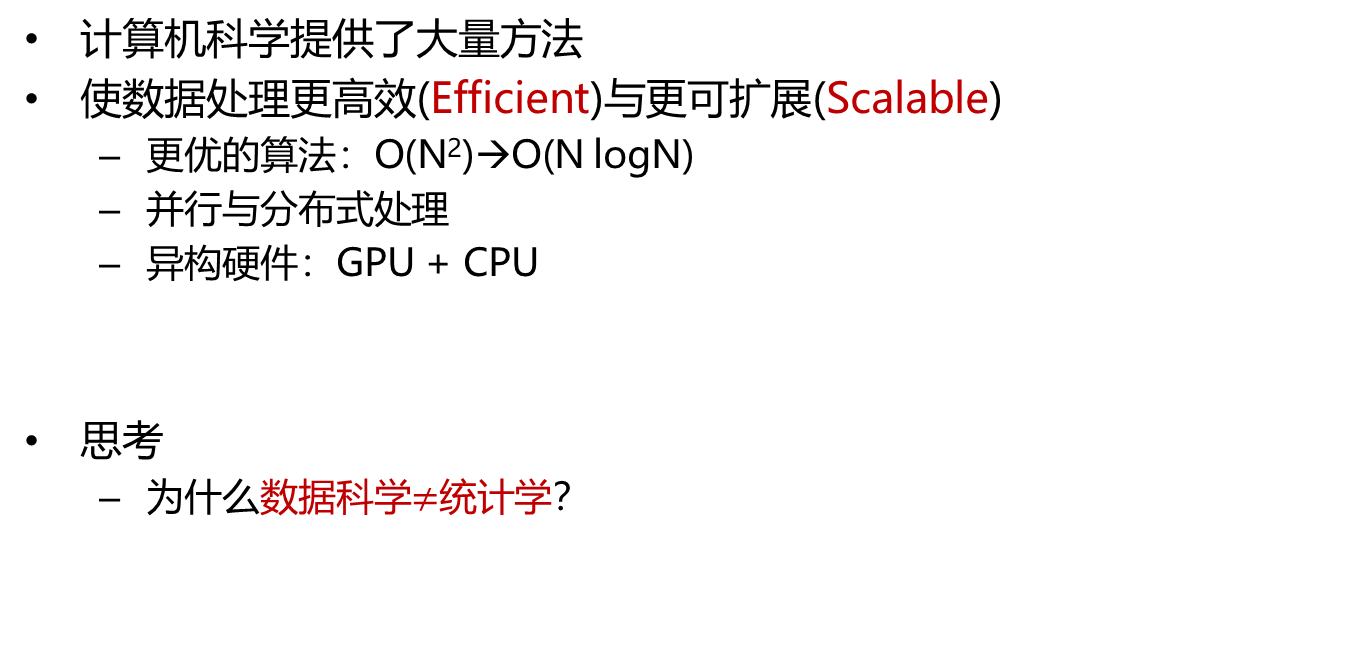 • 计算机科学提供了大量方法
• 使数据处理更高效(Efficient)与更可扩展(Scalable)
– 更优的算法：O(N²)→O(N logN)
– 并行与分布式处理
– 异构硬件：GPU + CPU
• 思考
– 为什么数据科学≠统计学？